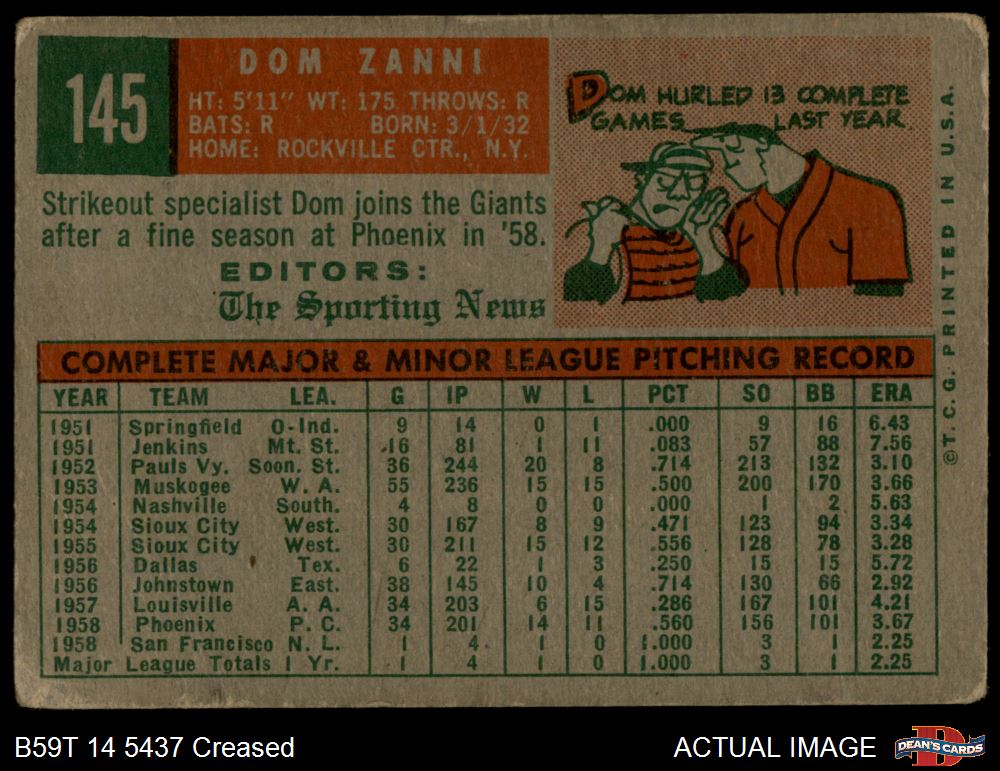 145
DOM ZANNI
HT: 5'11" WT: 175 THROWS: R
BATS: R BORN: 3/1/32
HOME: ROCKVILLE CTR., N.Y.
Strikeout specialist Dom joins the Giants
after a fine season at Phoenix in '58.
EDITORS:
The Sporting News
DOM HURLED 13 COMPLETE
GAMES LAST YEAR.
©T.C.G. PRINTED IN U.S.A.
COMPLETE MAJOR & MINOR LEAGUE PITCHING RECORD
YEAR TEAM LEA. G IP W L PCT SO BB ERA
1951 Springfield O-Ind. 9 14 0 1 .000 9 16 6.43
1951 Jenkins Mt. St. 16 81 1 11 .083 57 88 7.56
1952 Pauls Vy. Soon. St. 36 244 20 8 .714 213 132 3.10
1953 Muskogee W. A. 55 236 15 15 .500 200 170 3.66
1954 Nashville South. 4 8 0 0 .000 1 2 5.63
1954 Sioux City West. 30 167 8 9 .471 123 94 3.34
1955 Sioux City West. 30 211 15 12 .556 128 78 3.28
1956 Dallas Tex. 6 22 1 3 .250 15 15 5.72
1956 Johnstown East. 38 145 10 4 .714 130 66 2.92
1957 Louisville A. A. 34 203 6 15 .286 167 101 4.21
1958 Phoenix P. C. 34 201 14 11 .560 156 101 3.67
1958 San Francisco N. L. 1 4 1 0 1.000 3 1 2.25
Major League Totals 1 Yr. 1 4 1 0 1.000 3 1 2.25
B59T 14 5437 Creased
ACTUAL IMAGE
DEAN'S CARDS